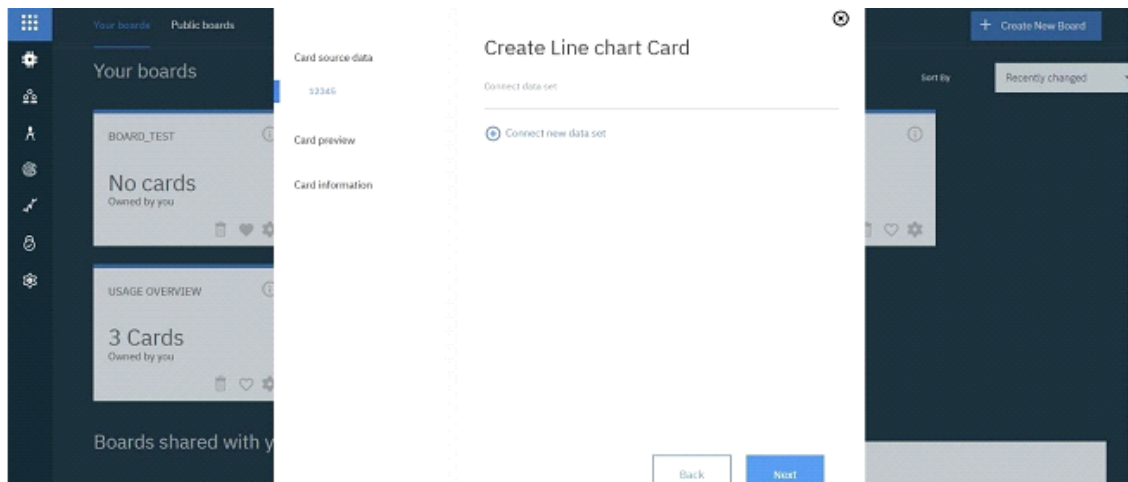 Your boards Public boards
Create New Board
Your boards
Sort By
Recently changed
BOARD_TEST
No cards
Owned by you
USAGE OVERVIEW
3 Cards
Owned by you
Boards shared with y
Card source data
12345
Card preview
Card information
Create Line chart Card
Connect data set
Connect new data set
Back
Next